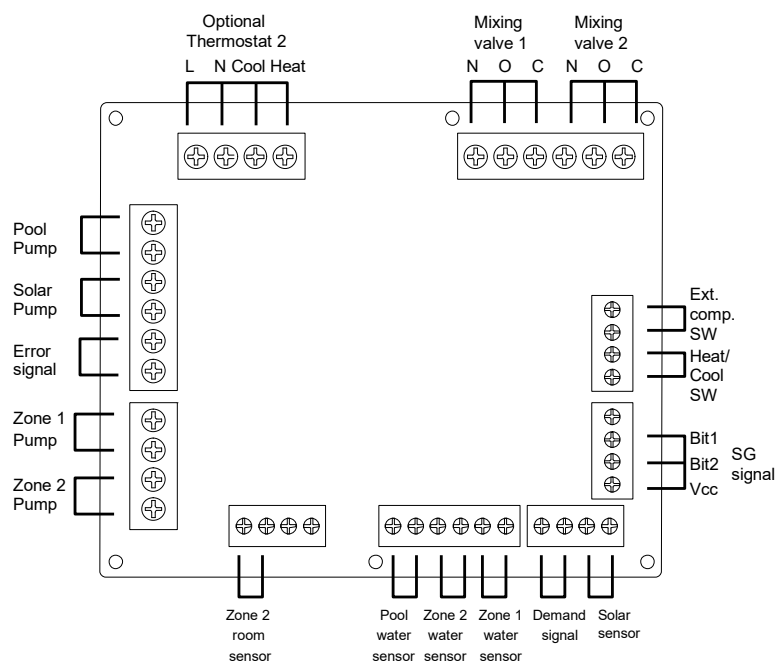 Optional
Thermostat 2
L N Cool Heat
Mixing
valve 1
N O C
Mixing
valve 2
N O C
Pool
Pump
Solar
Pump
Error
signal
Zone 1
Pump
Zone 2
Pump
Ext.
comp.
SW
Heat/
Cool
SW
Bit1
Bit2
Vcc
SG
signal
Zone 2
room
sensor
Pool
water
sensor
Zone 2
water
sensor
Zone 1
water
sensor
Demand
signal
Solar
sensor